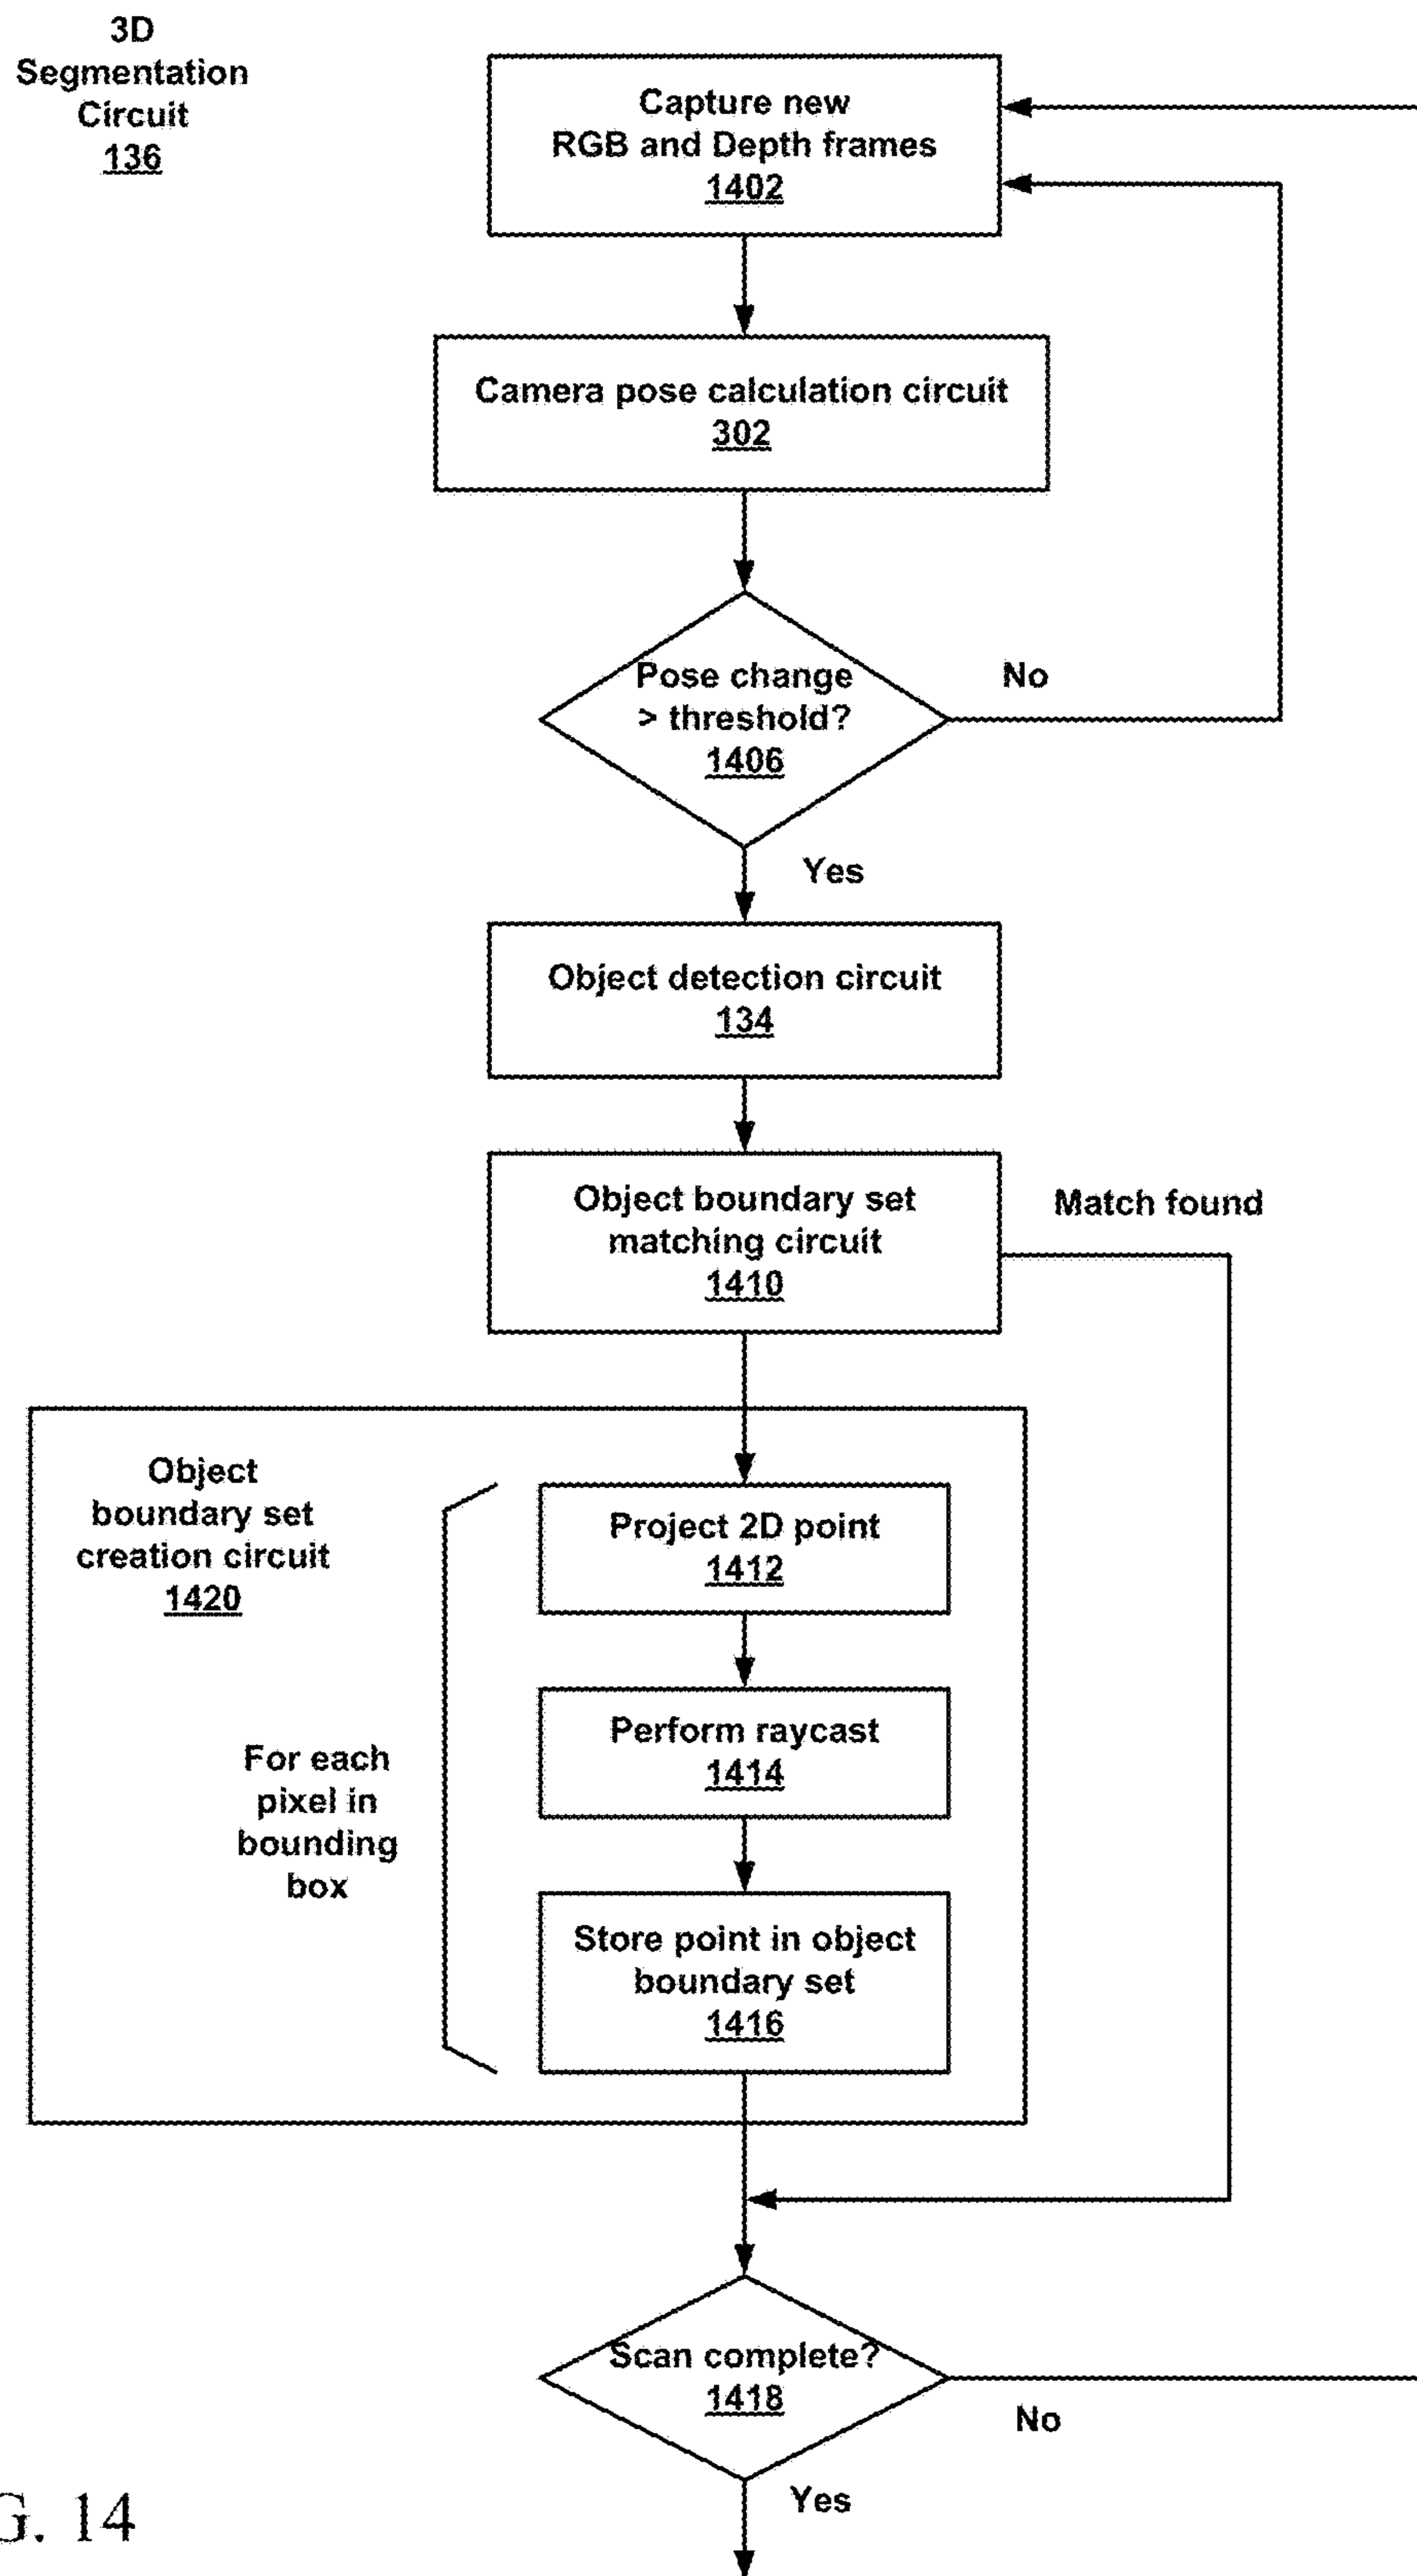 3D
Segmentation
Circuit
136
Capture new
RGB and Depth frames
1402
Camera pose calculation circuit
302
Pose change
> threshold?
1406
No
Yes
Object detection circuit
134
Object boundary set
matching circuit
1410
Match found
Object
boundary set
creation circuit
1420
Project 2D point
1412
For each
pixel in
bounding
box
Perform raycast
1414
Store point in object
boundary set
1416
Scan complete?
1418
No
Yes
G. 14